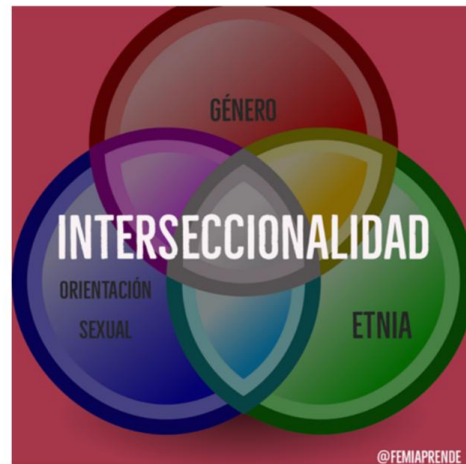 GÉNERO
INTERSECCIONALIDAD
ORIENTACIÓN
SEXUAL
ETNIA
@FEMIAPRENDE